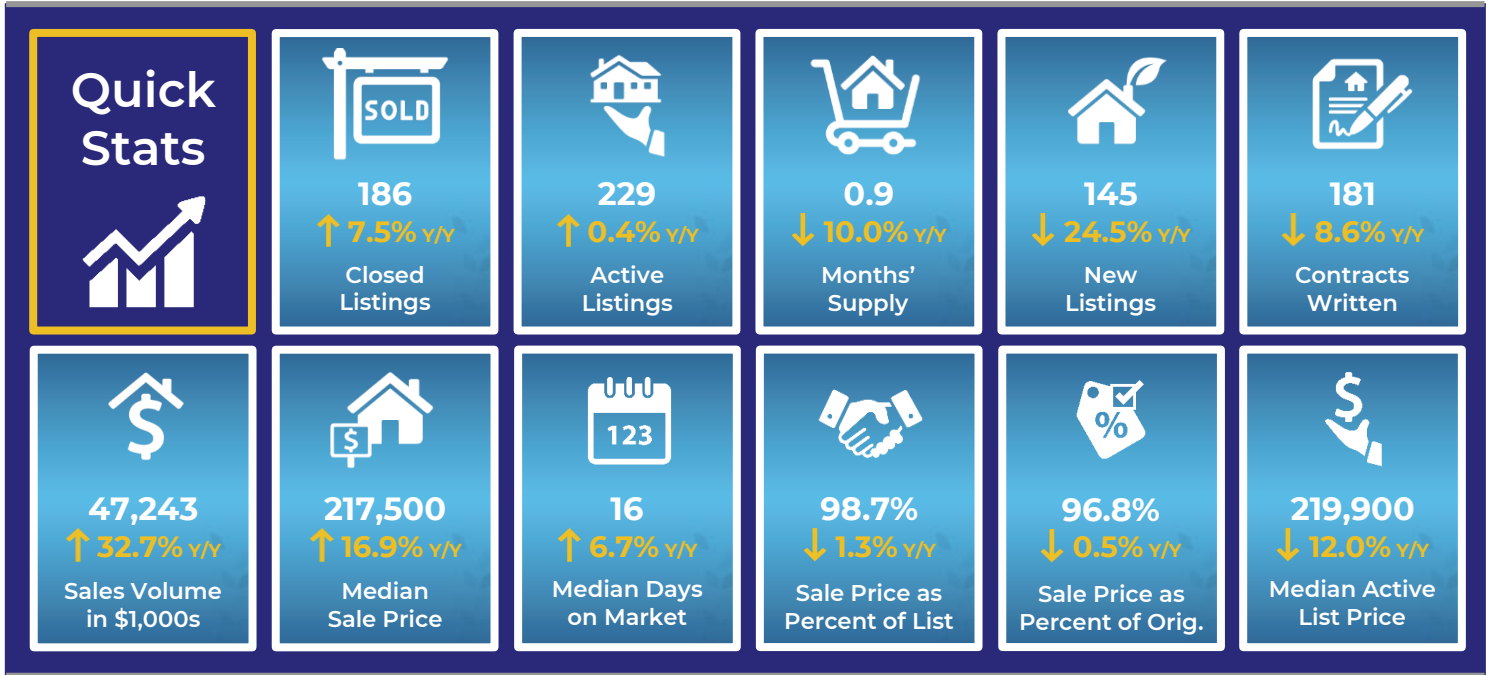 Quick
Stats
SOLD
186
↑ 7.5% Y/Y
Closed
Listings
229
↑ 0.4% Y/Y
Active
Listings
0.9
↓ 10.0% Y/Y
Months’
Supply
145
↓ 24.5% Y/Y
New
Listings
181
↓ 8.6% Y/Y
Contracts
Written
$
47,243
↑ 32.7% Y/Y
Sales Volume
in $1,000s
$
217,500
↑ 16.9% Y/Y
Median
Sale Price
123
16
↑ 6.7% Y/Y
Median Days
on Market
98.7%
↓ 1.3% Y/Y
Sale Price as
Percent of List
%
96.8%
↓ 0.5% Y/Y
Sale Price as
Percent of Orig.
$
219,900
↓ 12.0% Y/Y
Median Active
List Price